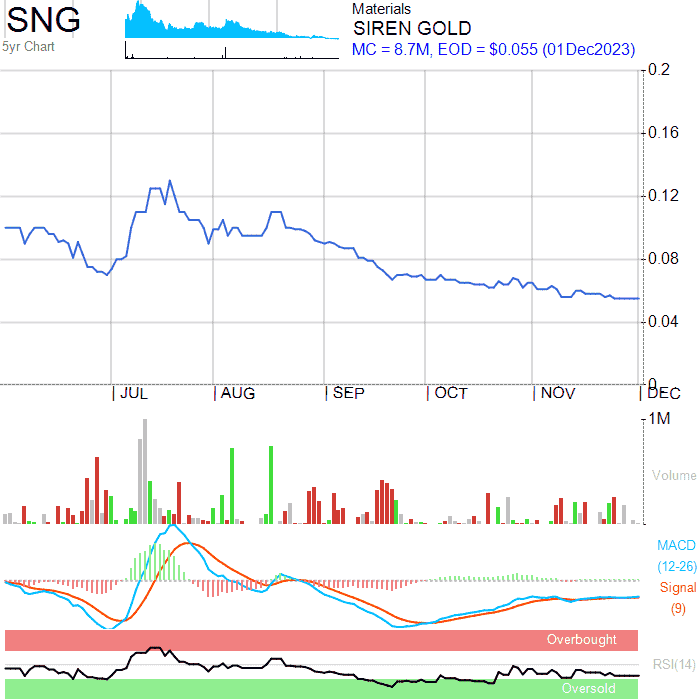 SNG
5yr Chart
Materials
SIREN GOLD
MC = 8.7M, EOD = $0.055 (01Dec2023)
0.2
0.16
0.12
0.08
0.04
0
JUL AUG SEP OCT NOV DEC
1M
Volume
MACD
(12-26)
Signal
(9)
Overbought
RSI(14)
Oversold